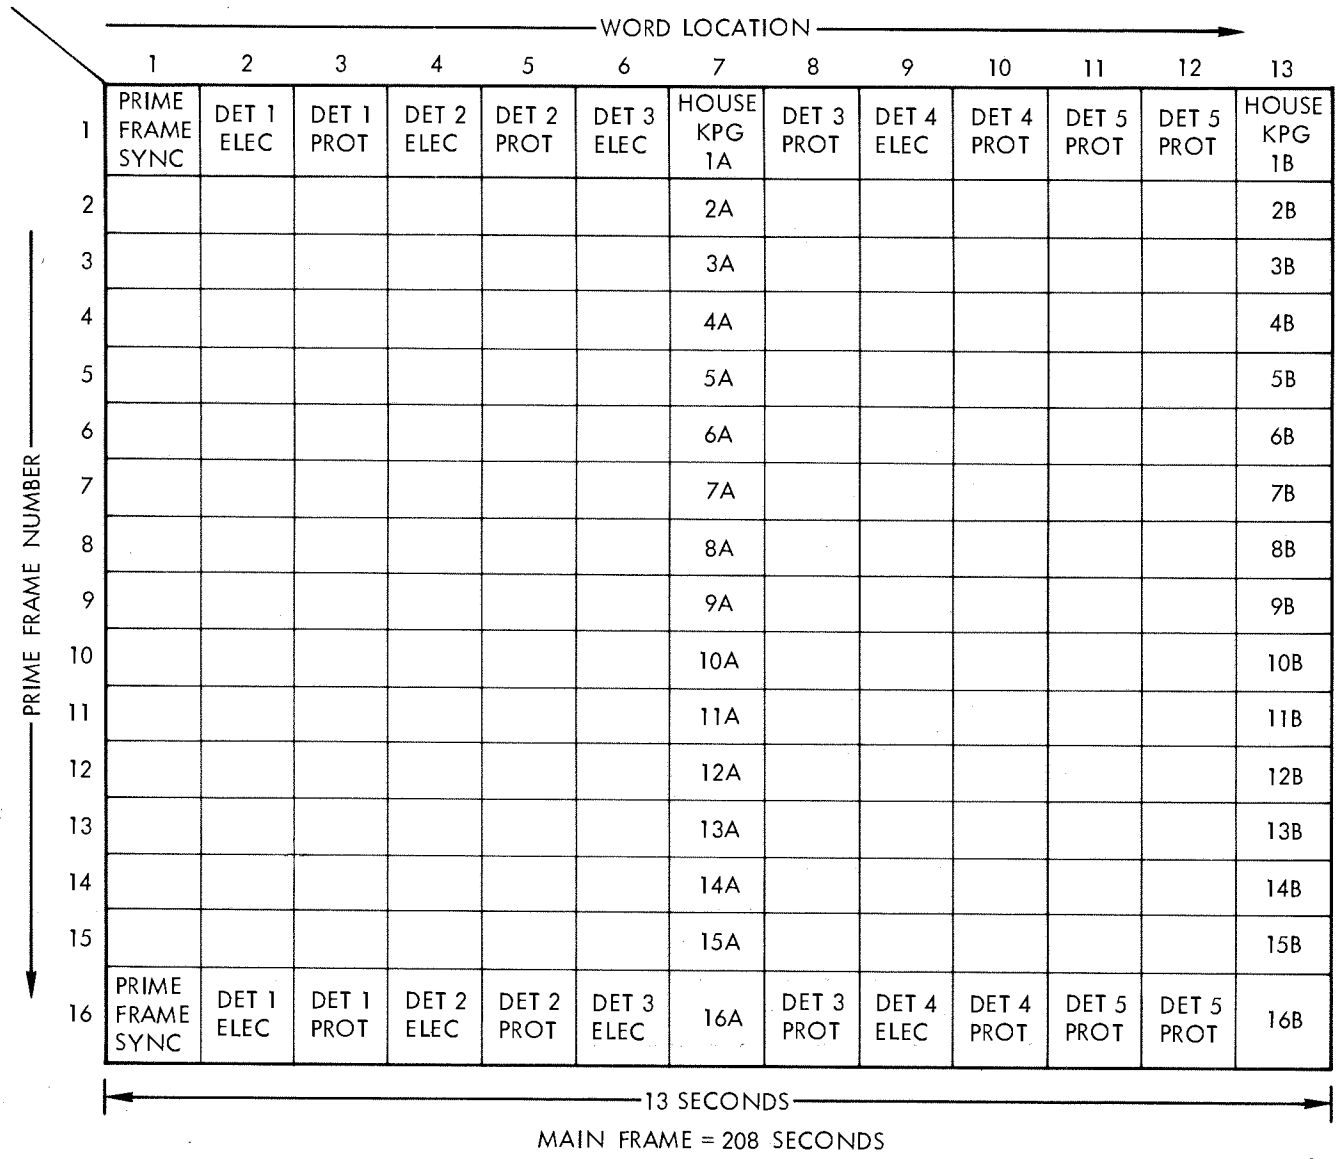 WORD LOCATION
1 2 3 4 5 6 7 8 9 10 11 12 13
1 PRIME FRAME SYNC DET 1 ELEC DET 1 PROT DET 2 ELEC DET 2 PROT DET 3 ELEC HOUSE KPG 1A DET 3 PROT DET 4 ELEC DET 4 PROT DET 5 PROT DET 5 PROT HOUSE KPG 1B
2 2A 2B
3 3A 3B
4 4A 4B
5 5A 5B
6 6A 6B
7 7A 7B
8 8A 8B
9 9A 9B
10 10A 10B
11 11A 11B
12 12A 12B
13 13A 13B
14 14A 14B
15 15A 15B
16 PRIME FRAME SYNC DET 1 ELEC DET 1 PROT DET 2 ELEC DET 2 PROT DET 3 ELEC 16A DET 3 PROT DET 4 ELEC DET 4 PROT DET 5 PROT DET 5 PROT 16B
PRIME FRAME NUMBER
13 SECONDS
MAIN FRAME = 208 SECONDS